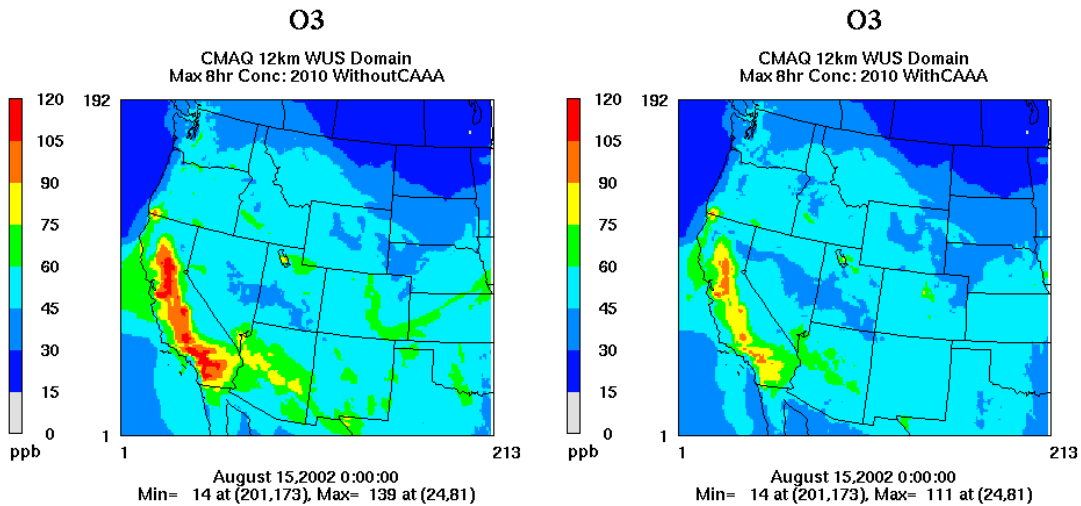 O3
CMAQ 12km WUS Domain
Max 8hr Conc: 2010 WithoutCAAA
120
105
90
75
60
45
30
15
0
ppb
192
1
1
213
August 15,2002 0:00:00
Min= 14 at (201,173), Max= 139 at (24,81)
O3
CMAQ 12km WUS Domain
Max 8hr Conc: 2010 WithCAAA
120
105
90
75
60
45
30
15
0
ppb
192
1
1
213
August 15,2002 0:00:00
Min= 14 at (201,173), Max= 111 at (24,81)